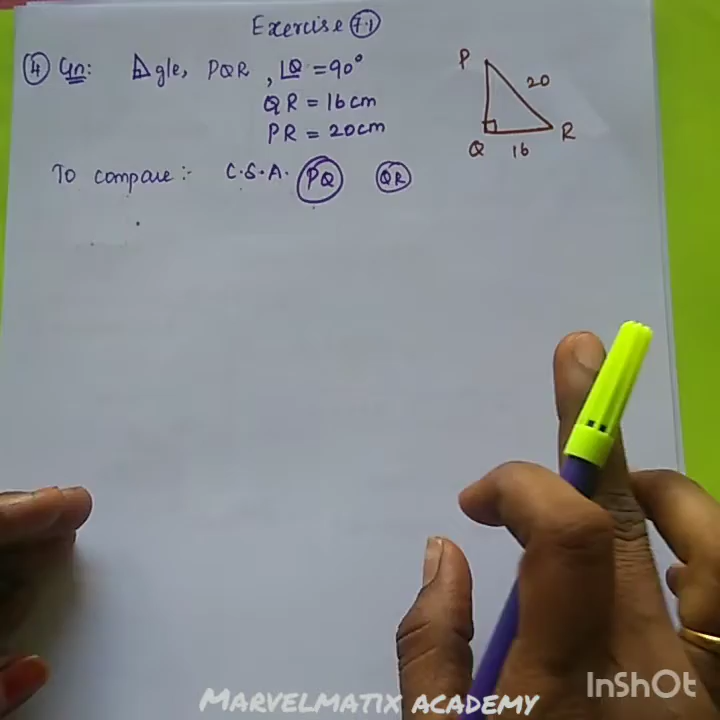 Exercise 7.1
4 Gn: gle, PQR, ∟Q = 90°
QR = 16cm
PR = 20cm
P
20
Q 16 R
To compare :- C.S.A. PQ QR
InShOt
MARVELMATIX ACADEMY